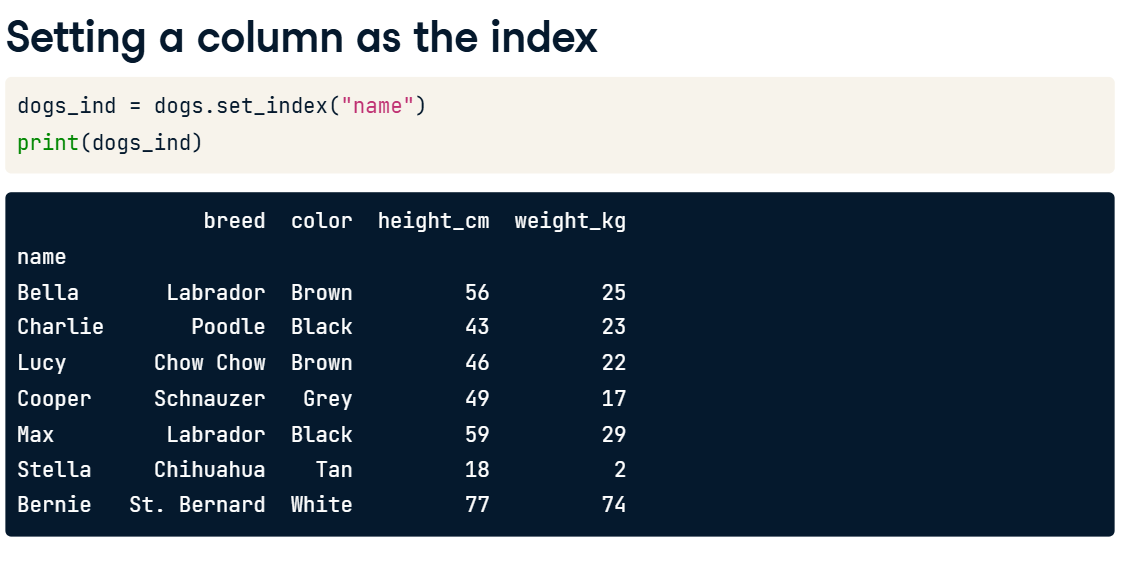 Setting a column as the index
dogs_ind = dogs.set_index("name")
print(dogs_ind)
breed color height_cm weight_kg
name
Bella Labrador Brown 56 25
Charlie Poodle Black 43 23
Lucy Chow Chow Brown 46 22
Cooper Schnauzer Grey 49 17
Max Labrador Black 59 29
Stella Chihuahua Tan 18 2
Bernie St. Bernard White 77 74